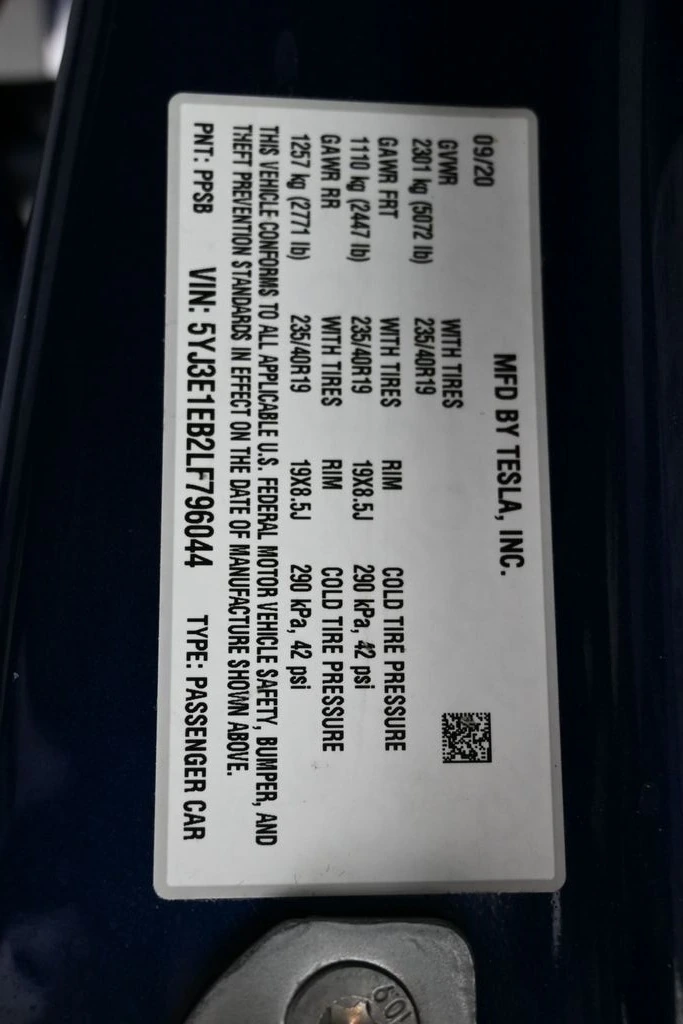 MFD BY TESLA, INC.
09/20
GVWR WITH TIRES
2301 kg (5072 lb) 235/40R19
GAWR FRT WITH TIRES RIM COLD TIRE PRESSURE
1110 kg (2447 lb) 235/40R19 19X8.5J 290 kPa, 42 psi
GAWR RR WITH TIRES RIM COLD TIRE PRESSURE
1257 kg (2771 lb) 235/40R19 19X8.5J 290 kPa, 42 psi
THIS VEHICLE CONFORMS TO ALL APPLICABLE U.S. FEDERAL MOTOR VEHICLE SAFETY, BUMPER, AND
THEFT PREVENTION STANDARDS IN EFFECT ON THE DATE OF MANUFACTURE SHOWN ABOVE.
PNT: PPSB VIN: 5YJ3E1EB2LF796044 TYPE: PASSENGER CAR
10.9